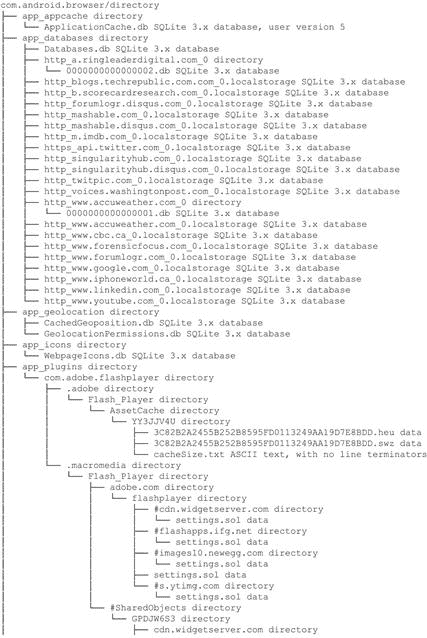 com.android.browser/directory
├── app_appcache directory
│   └── ApplicationCache.db SQLite 3.x database, user version 5
├── app_databases directory
│   ├── Databases.db SQLite 3.x database
│   ├── http_a.ringleaderdigital.com_0 directory
│   │   └── 0000000000000002.db SQLite 3.x database
│   ├── http_blogs.techrepublic.com.com_0.localstorage SQLite 3.x database
│   ├── http_b.scorecardresearch.com_0.localstorage SQLite 3.x database
│   ├── http_forumlogr.disqus.com_0.localstorage SQLite 3.x database
│   ├── http_mashable.com_0.localstorage SQLite 3.x database
│   ├── http_mashable.disqus.com_0.localstorage SQLite 3.x database
│   ├── http_m.imdb.com_0.localstorage SQLite 3.x database
│   ├── https_api.twitter.com_0.localstorage SQLite 3.x database
│   ├── http_singularityhub.com_0.localstorage SQLite 3.x database
│   ├── http_singularityhub.disqus.com_0.localstorage SQLite 3.x database
│   ├── http_twitpic.com_0.localstorage SQLite 3.x database
│   ├── http_voices.washingtonpost.com_0.localstorage SQLite 3.x database
│   ├── http_www.accuweather.com_0 directory
│   │   └── 0000000000000001.db SQLite 3.x database
│   ├── http_www.accuweather.com_0.localstorage SQLite 3.x database
│   ├── http_www.cbc.ca_0.localstorage SQLite 3.x database
│   ├── http_www.forensicfocus.com_0.localstorage SQLite 3.x database
│   ├── http_www.forumlogr.com_0.localstorage SQLite 3.x database
│   ├── http_www.google.com_0.localstorage SQLite 3.x database
│   ├── http_www.iphoneworld.ca_0.localstorage SQLite 3.x database
│   ├── http_www.linkedin.com_0.localstorage SQLite 3.x database
│   └── http_www.youtube.com_0.localstorage SQLite 3.x database
├── app_geolocation directory
│   ├── CachedGeoposition.db SQLite 3.x database
│   └── GeolocationPermissions.db SQLite 3.x database
├── app_icons directory
│   └── WebpageIcons.db SQLite 3.x database
├── app_plugins directory
│   └── com.adobe.flashplayer directory
│       ├── .adobe directory
│       │   └── Flash_Player directory
│       │       └── AssetCache directory
│       │           └── YY3JJV4U directory
│       │               ├── 3C82B2A2455B252B8595FD0113249AA19D7E8BDD.heu data
│       │               ├── 3C82B2A2455B252B8595FD0113249AA19D7E8BDD.swz data
│       │               └── cacheSize.txt ASCII text, with no line terminators
│       └── .macromedia directory
│           └── Flash_Player directory
│               ├── adobe.com directory
│               │   └── flashplayer directory
│               │       ├── #cdn.widgetserver.com directory
│               │       │   └── settings.sol data
│               │       ├── #flashapps.ifg.net directory
│               │       │   └── settings.sol data
│               │       ├── #images10.newegg.com directory
│               │       │   └── settings.sol data
│               │       ├── settings.sol data
│               │       └── #s.ytimg.com directory
│               │           └── settings.sol data
│               └── #SharedObjects directory
│                   └── GPDJW6S3 directory
│                       ├── cdn.widgetserver.com directory